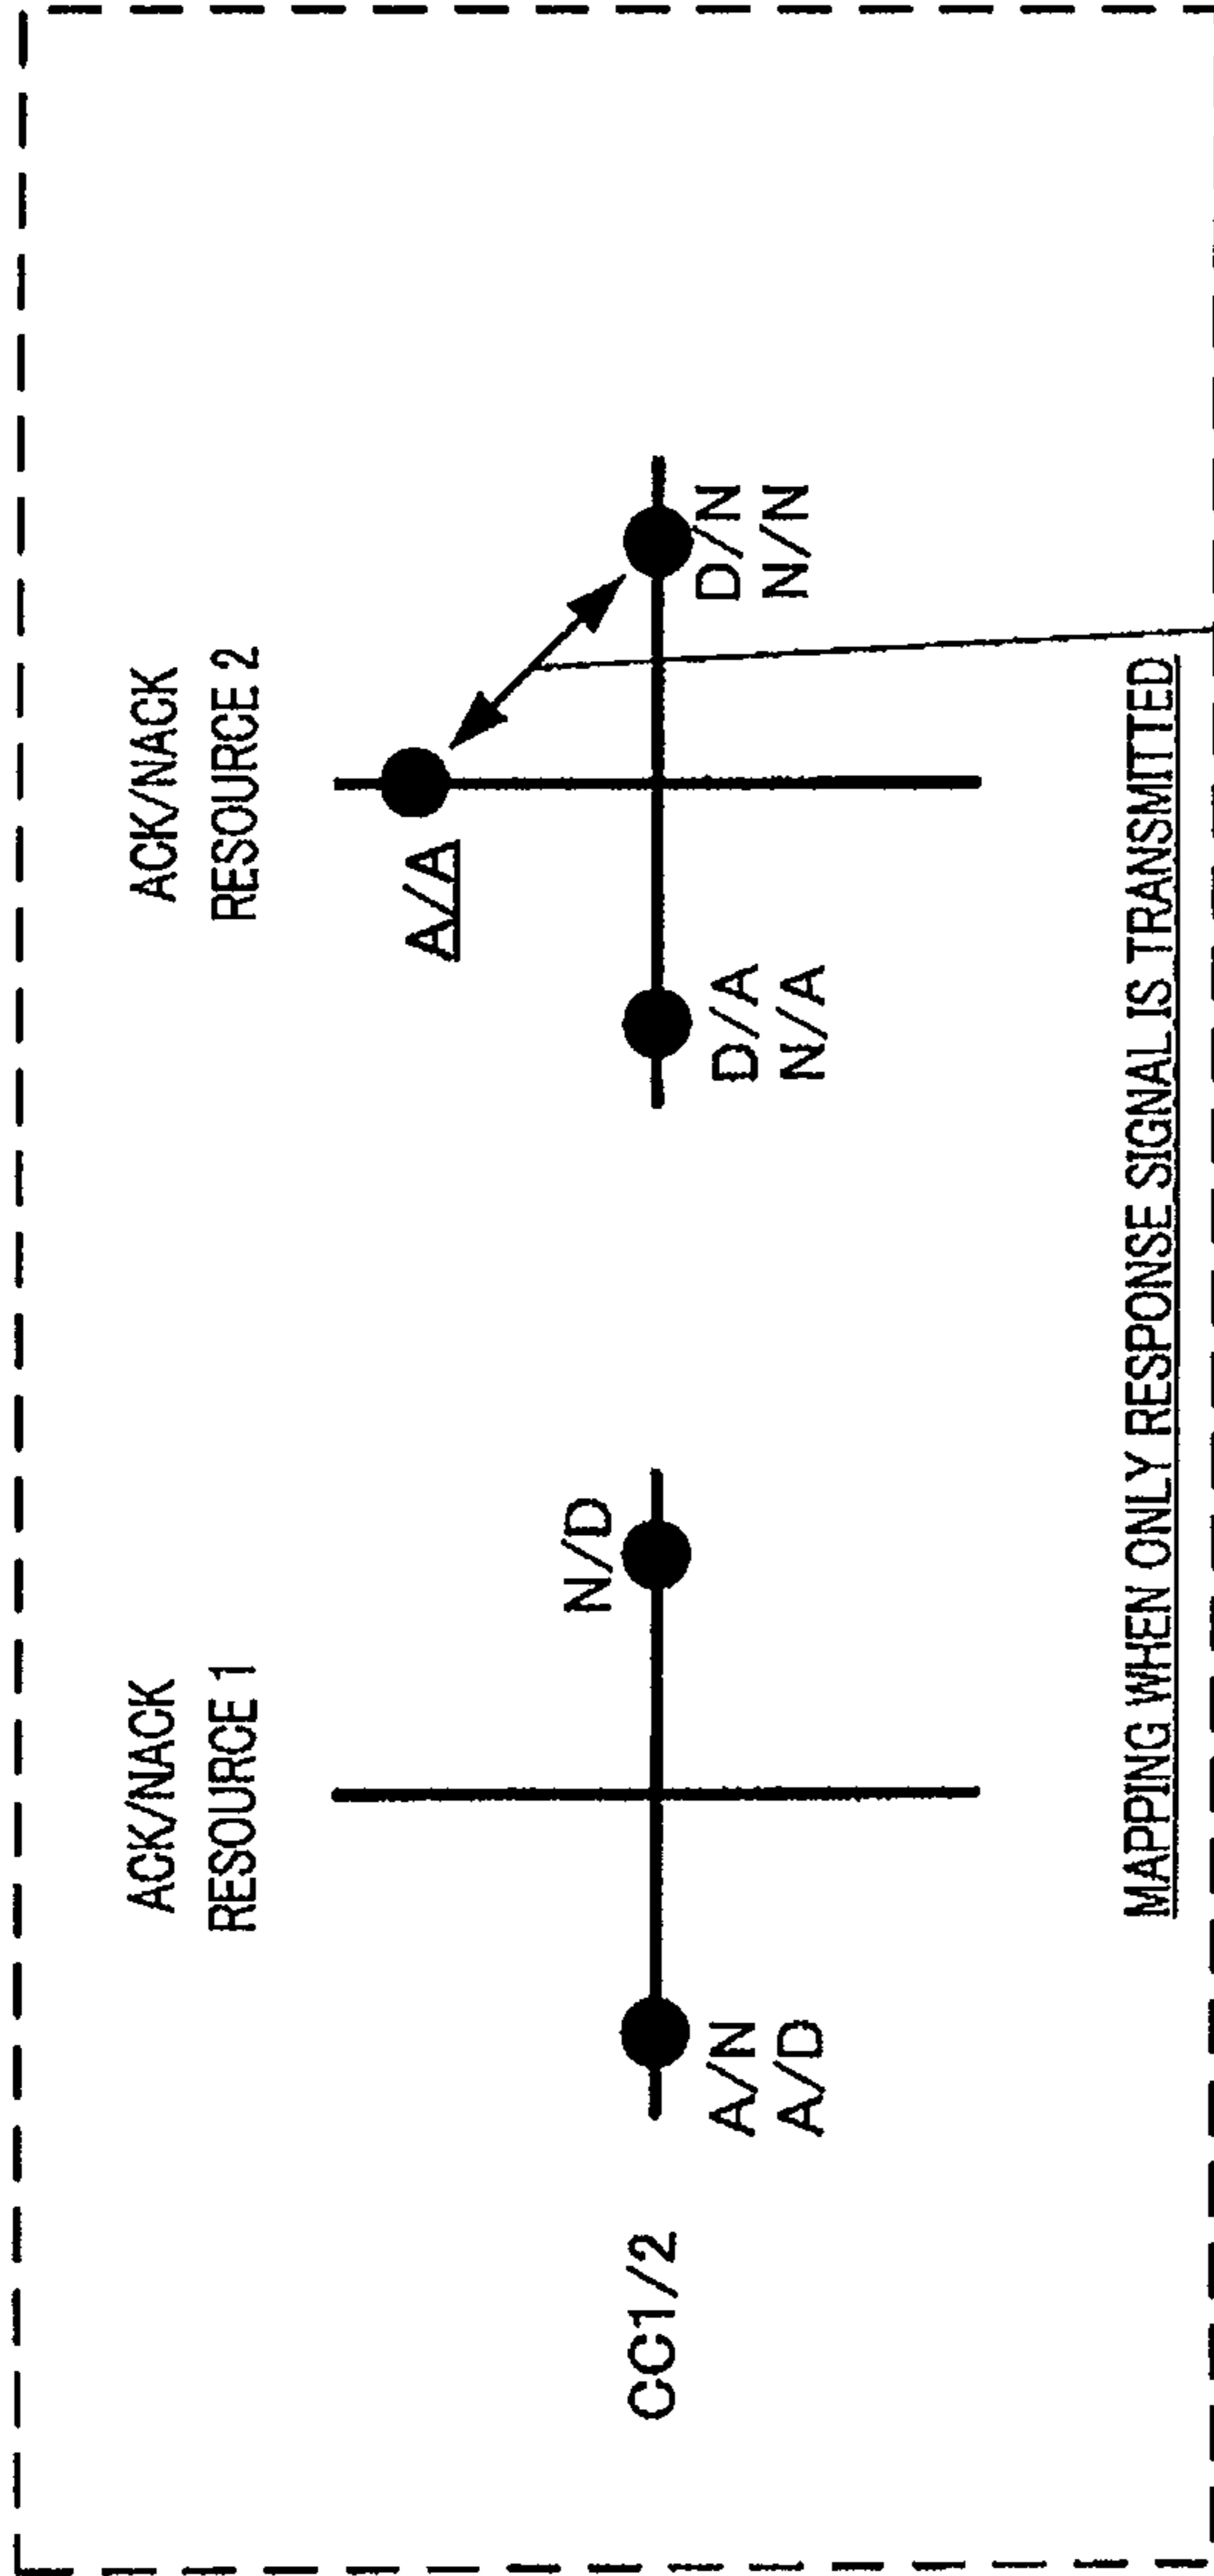 ACK/NACK
RESOURCE 1
ACK/NACK
RESOURCE 2
CC1/2
A/N
A/D
N/D
A/A
D/A
N/A
D/N
N/N
MAPPING WHEN ONLY RESPONSE SIGNAL IS TRANSMITTED